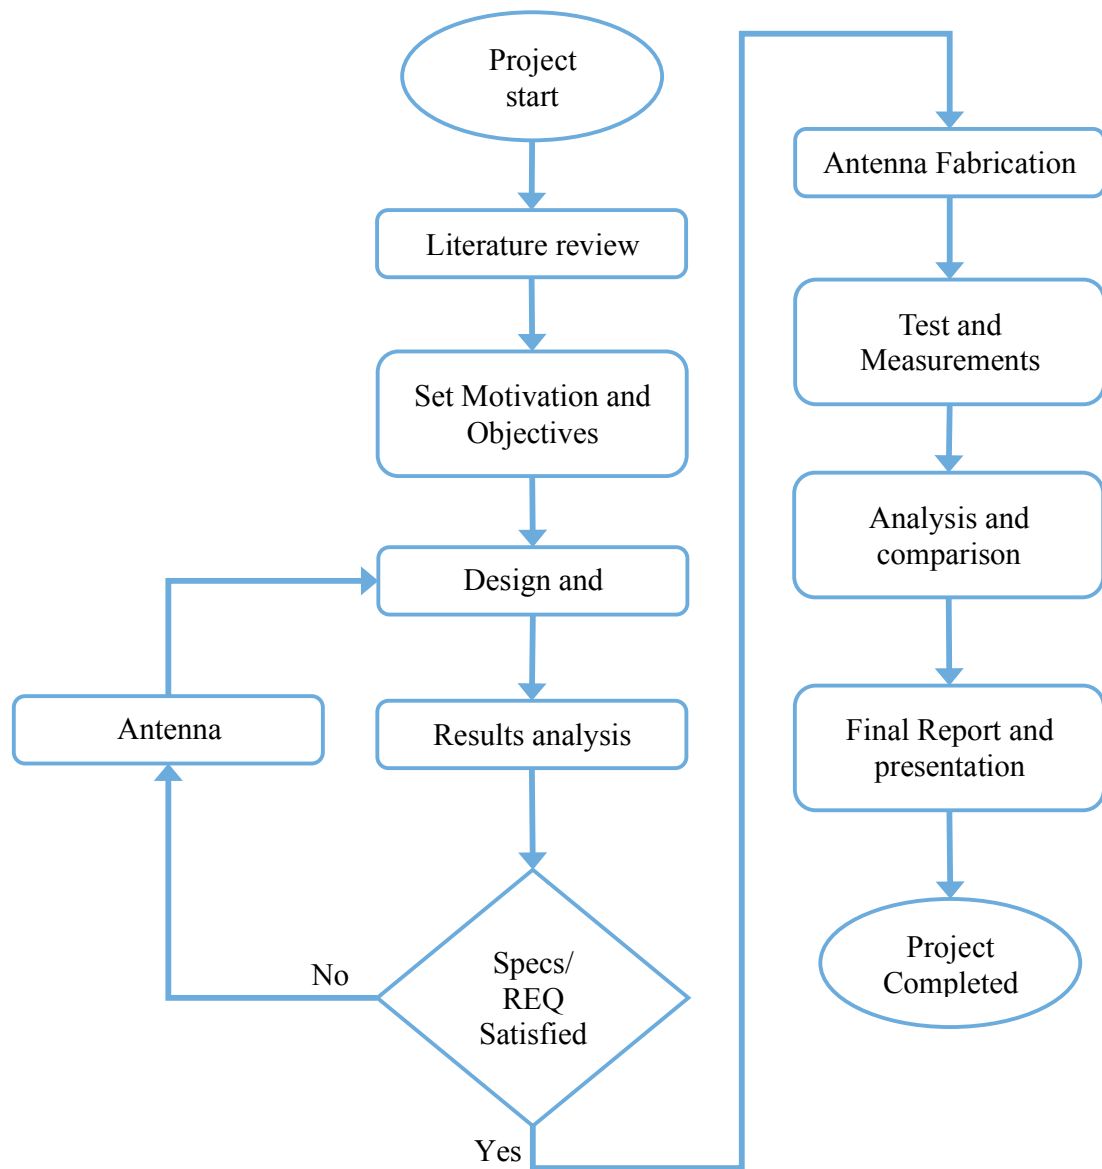 Project
start
Literature review
Set Motivation and
Objectives
Design and
Results analysis
Antenna
Specs/
REQ
Satisfied
No
Yes
Antenna Fabrication
Test and
Measurements
Analysis and
comparison
Final Report and
presentation
Project
Completed